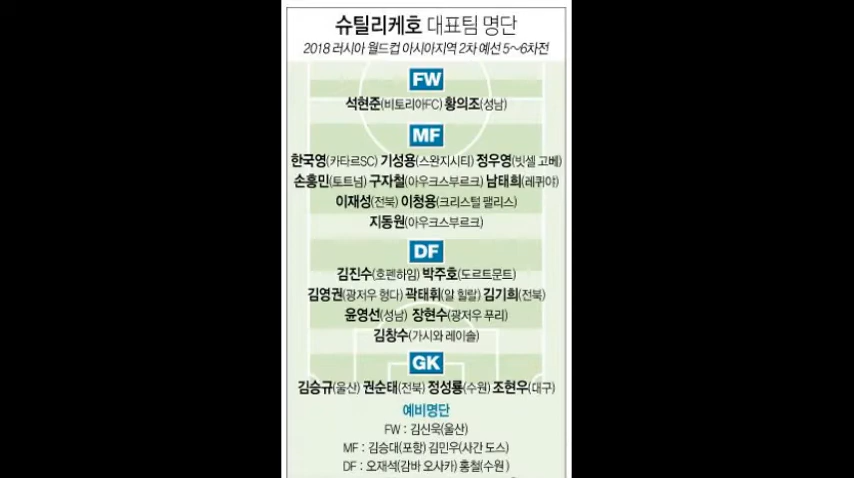 슈틸리케호 대표팀 명단
2018 러시아 월드컵 아시아지역 2차 예선 5~6차전
FW
석현준(비토리아FC) 황의조(성남)
MF
한국영(카타르SC) 기성용(스완지시티) 정우영(빗셀 고베)
손흥민(토트넘) 구자철(아우크스부르크) 남태희(레퀴야)
이재성(전북) 이청용(크리스털 팰리스)
지동원(아우크스부르크)
DF
김진수(호펜하임) 박주호(도르트문트)
김영권(광저우 헝다) 곽태휘(알 힐랄) 김기희(전북)
윤영선(성남) 장현수(광저우 푸리)
김창수(가시와 레이솔)
GK
김승규(울산) 권순태(전북) 정성룡(수원) 조현우(대구)
예비명단
FW : 김신욱(울산)
MF : 김승대(포항) 김민우(사간 도스)
DF : 오재석(감바 오사카) 홍철(수원)